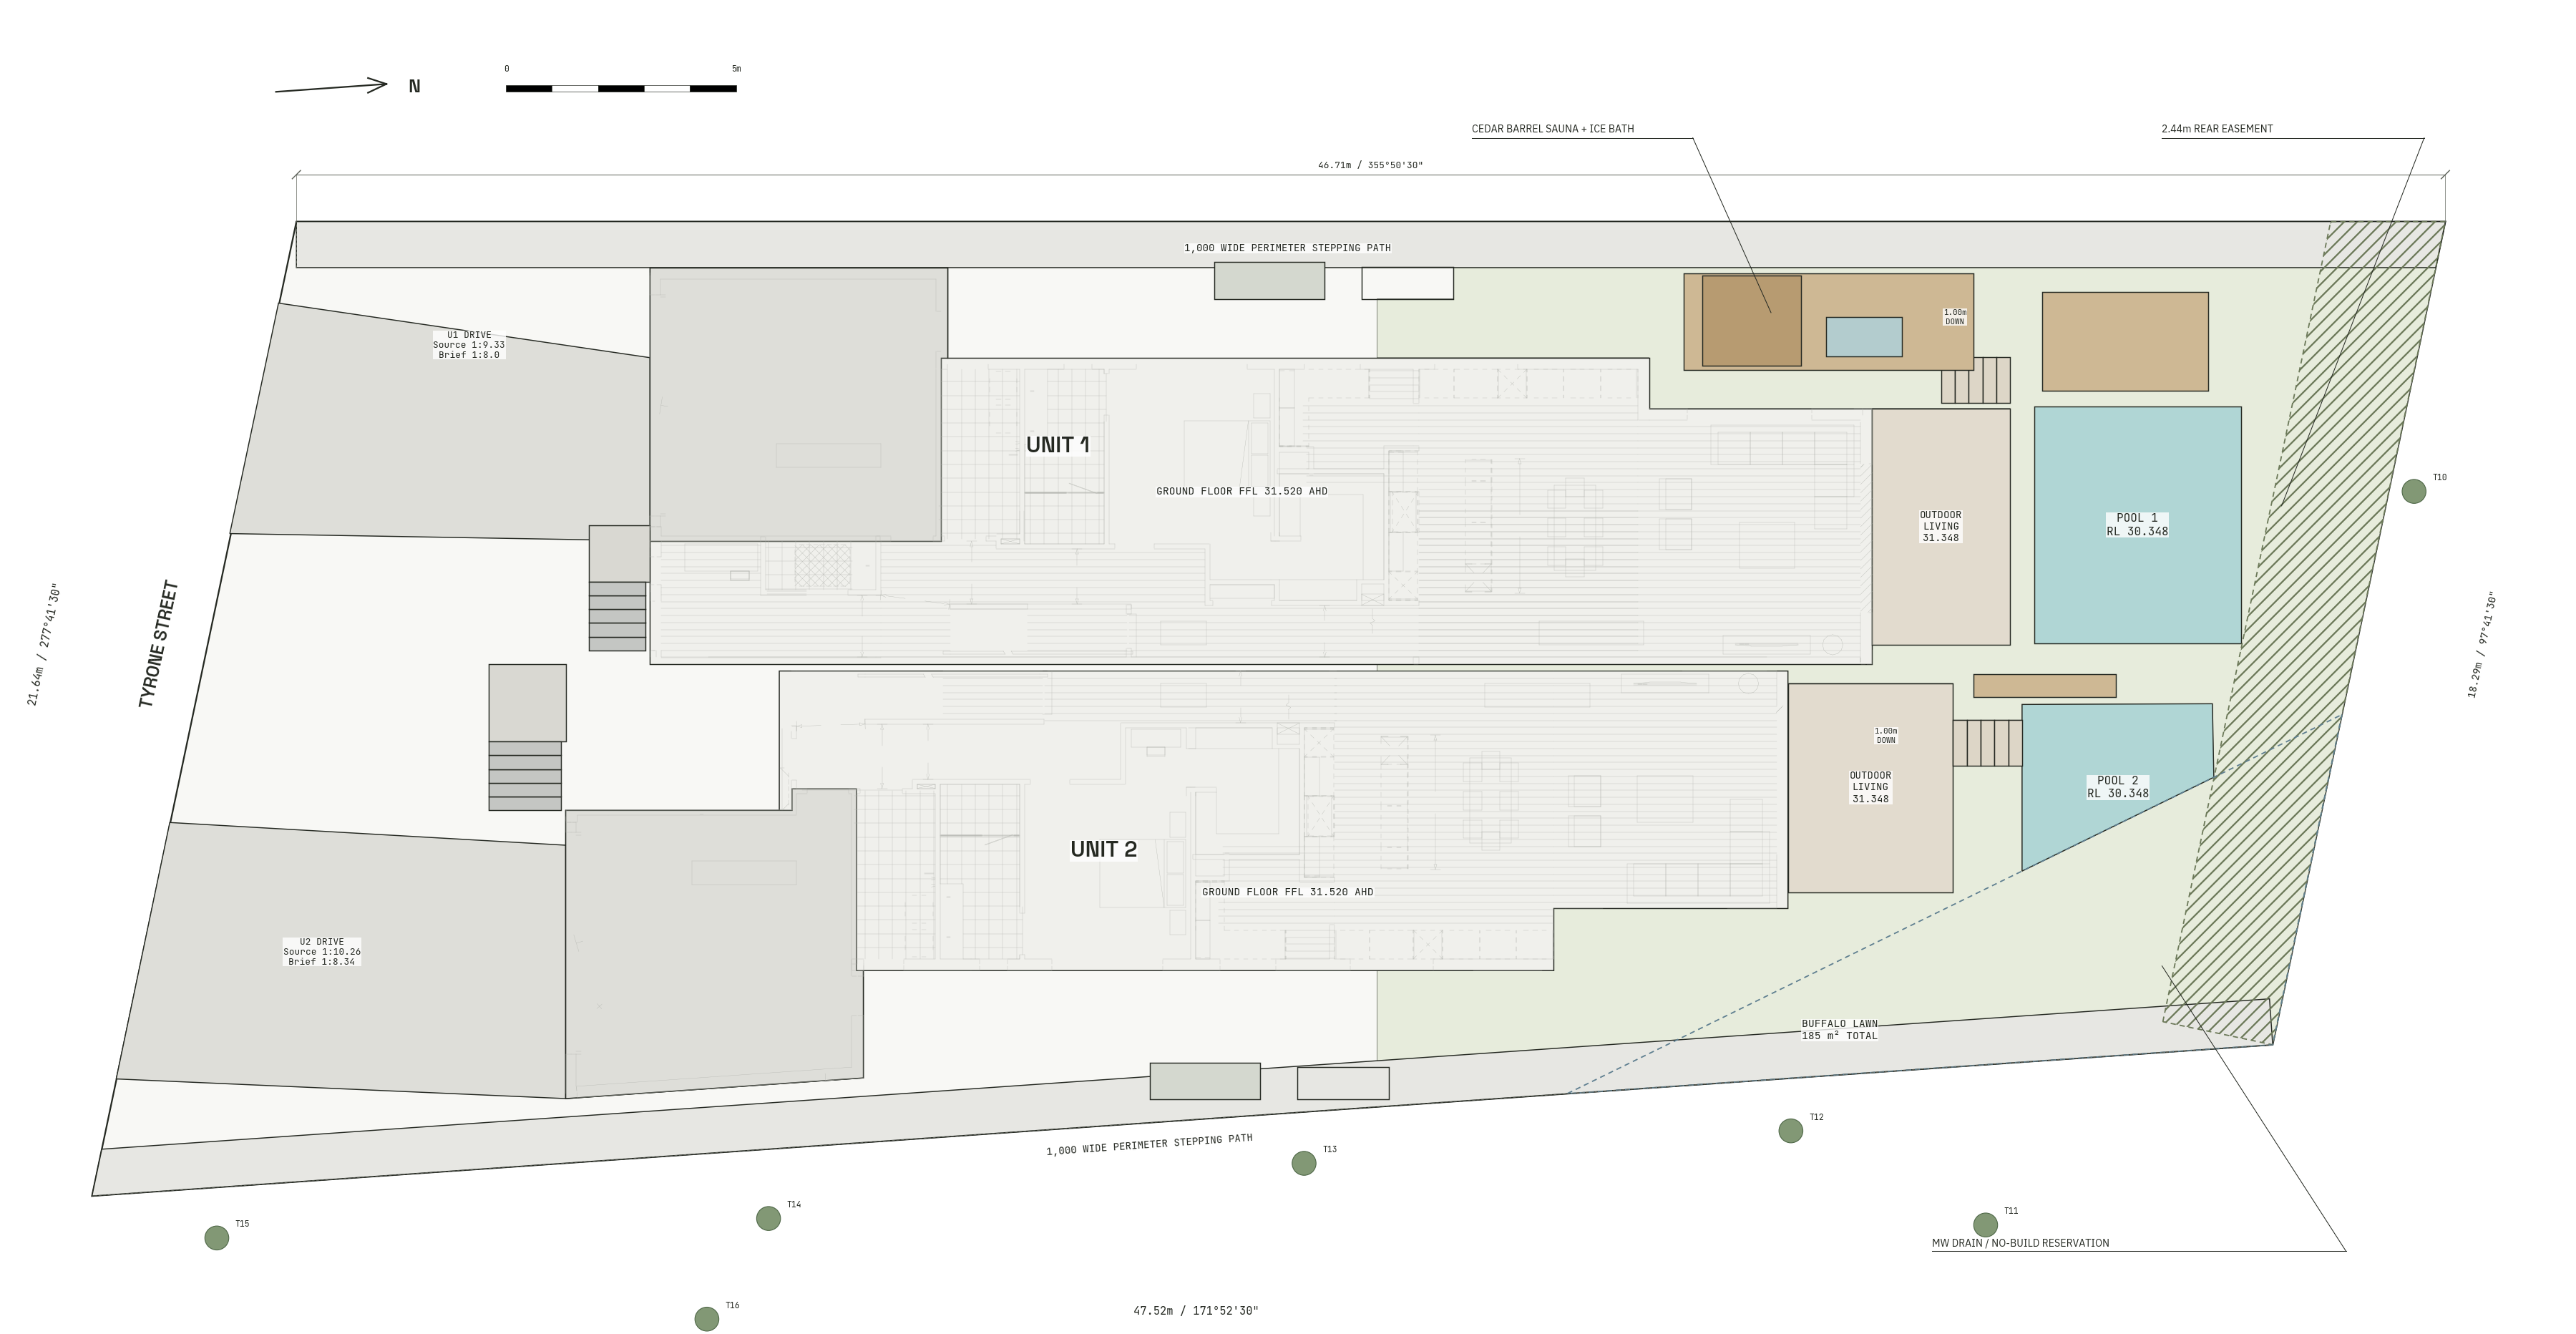 0
5m
N
CEDAR BARREL SAUNA + ICE BATH
2.44m REAR EASEMENT
46.71m / 355°50'30"
1,000 WIDE PERIMETER STEPPING PATH
1.00m
DOWN
U1 DRIVE
Source 1:9.33
Brief 1:8.0
UNIT 1
GROUND FLOOR FFL 31.520 AHD
OUTDOOR
LIVING
31.348
POOL 1
RL 30.348
T10
21.64m / 277°41'30"
TYRONE STREET
18.29m / 97°41'30"
1.00m
DOWN
OUTDOOR
LIVING
31.348
POOL 2
RL 30.348
UNIT 2
GROUND FLOOR FFL 31.520 AHD
U2 DRIVE
Source 1:10.26
Brief 1:8.34
BUFFALO LAWN
185 m² TOTAL
1,000 WIDE PERIMETER STEPPING PATH
T12
T13
T14
T11
T15
MW DRAIN / NO-BUILD RESERVATION
T16
47.52m / 171°52'30"